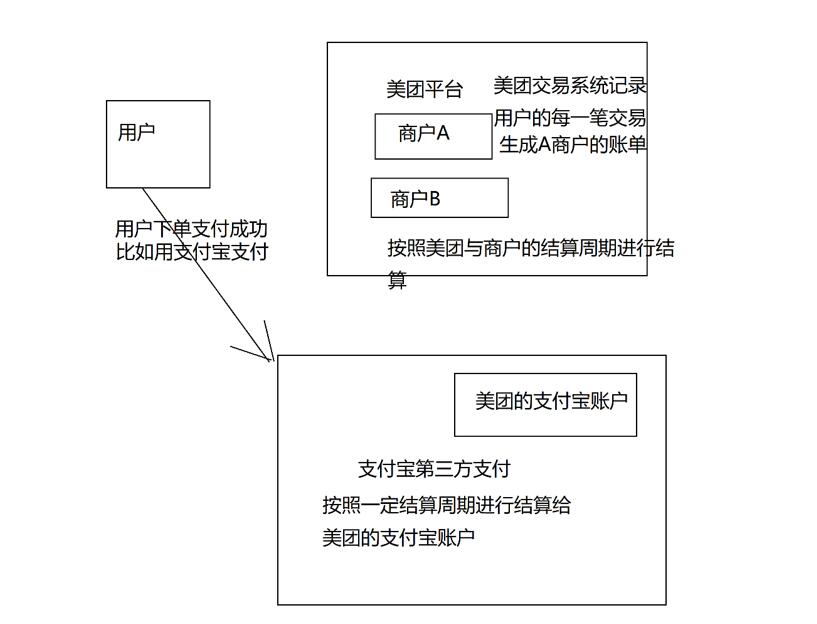 美团平台
美团交易系统记录
用户的每一笔交易
生成A商户的账单
用户
商户A
商户B
用户下单支付成功
比如用支付宝支付
按照美团与商户的结算周期进行结
算
美团的支付宝账户
支付宝第三方支付
按照一定结算周期进行结算给
美团的支付宝账户